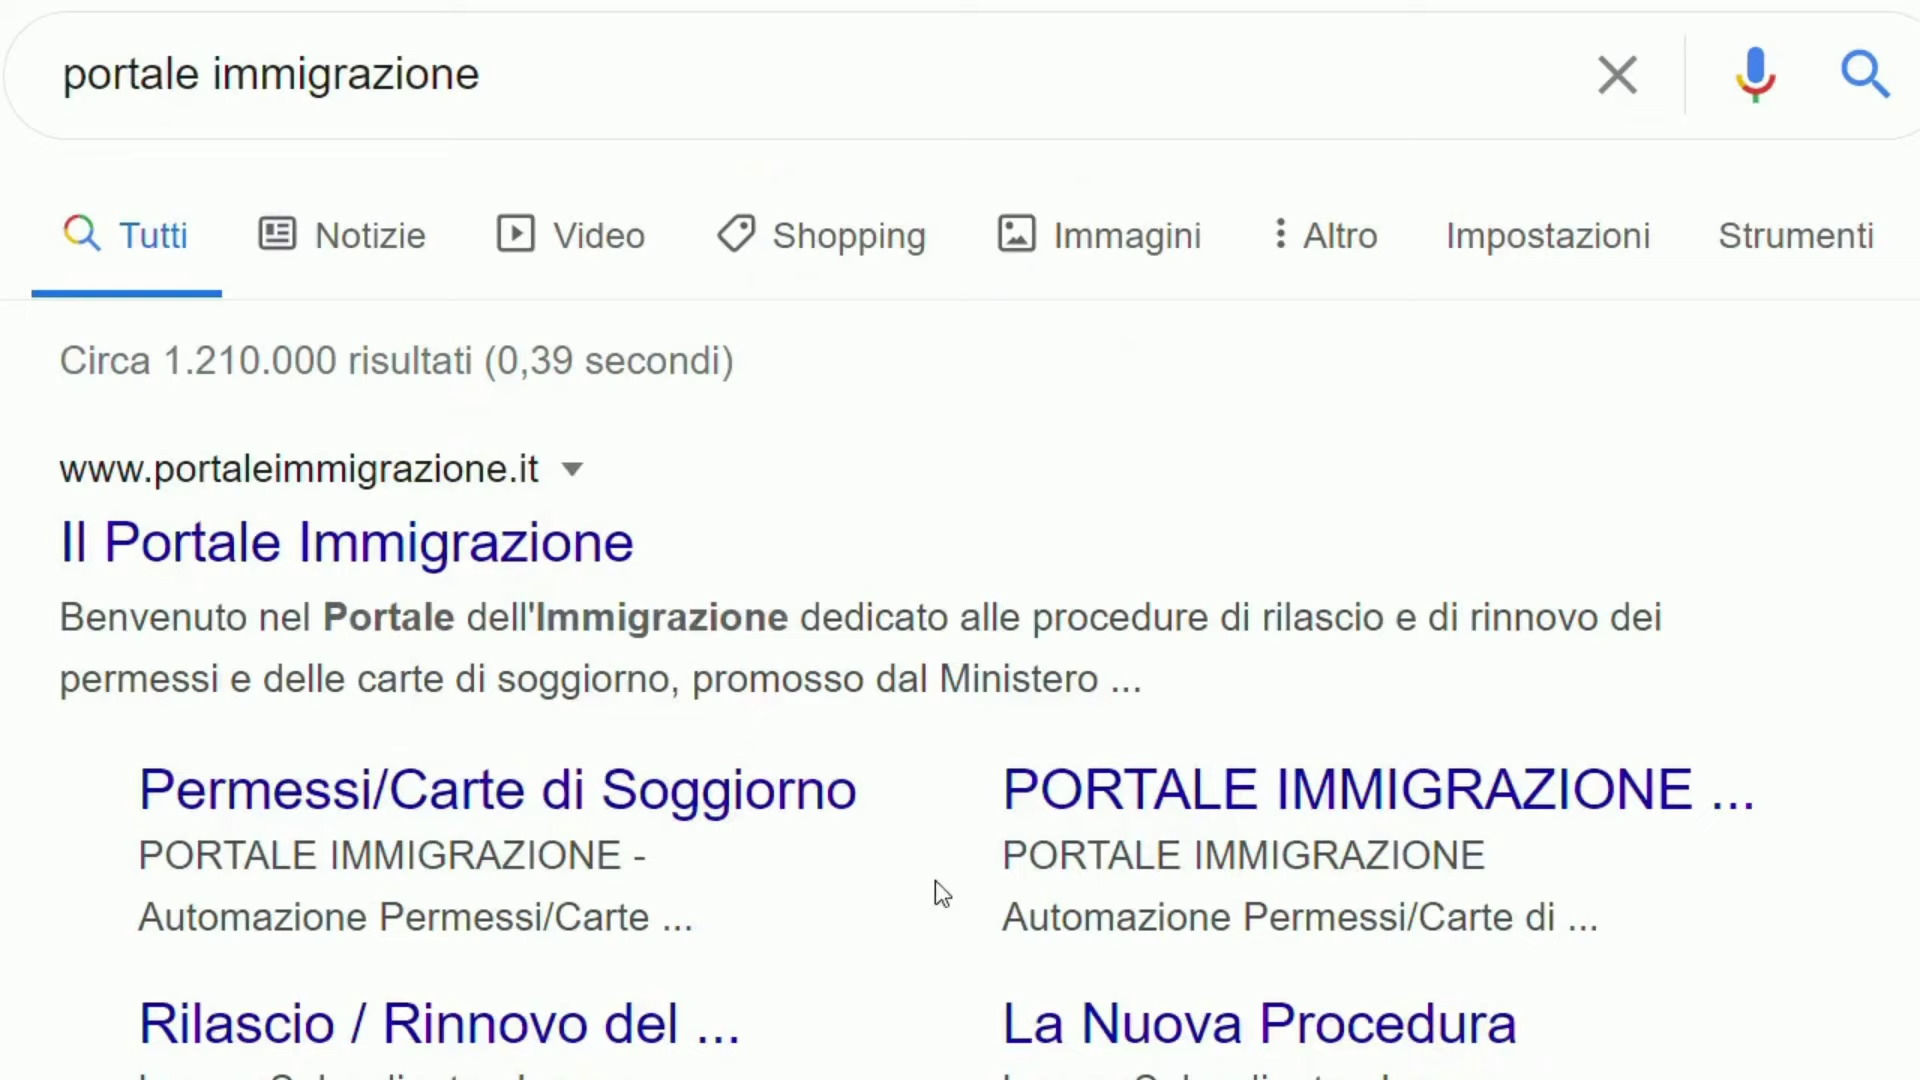 portale immigrazione
Tutti Notizie Video Shopping Immagini Altro Impostazioni Strumenti
Circa 1.210.000 risultati (0,39 secondi)
www.portaleimmigrazione.it
Il Portale Immigrazione
Benvenuto nel Portale dell'Immigrazione dedicato alle procedure di rilascio e di rinnovo dei
permessi e delle carte di soggiorno, promosso dal Ministero ...
Permessi/Carte di Soggiorno
PORTALE IMMIGRAZIONE -
Automazione Permessi/Carte ...
PORTALE IMMIGRAZIONE ...
PORTALE IMMIGRAZIONE
Automazione Permessi/Carte di ...
Rilascio / Rinnovo del ...
La Nuova Procedura